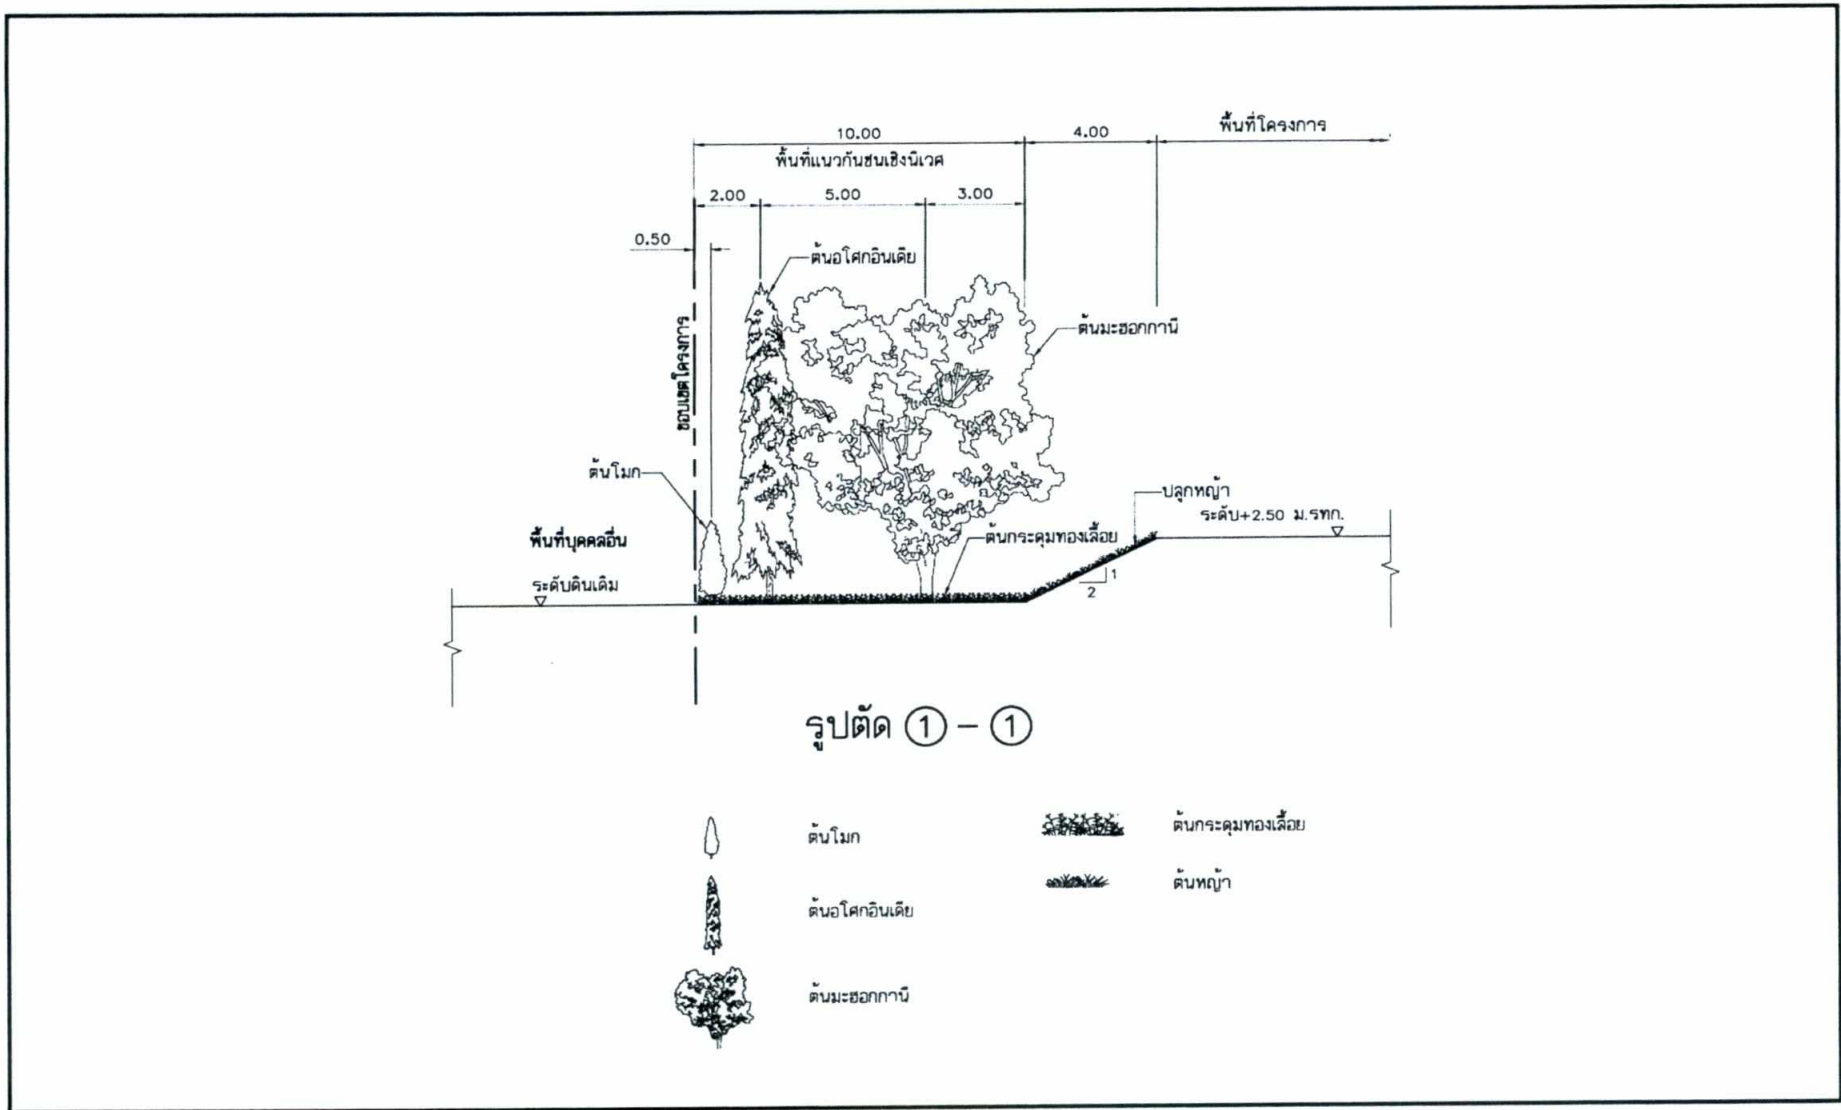 10.00
4.00
พื้นที่โครงการ
พื้นที่แนวกันชนเชิงนิเวศ
2.00
5.00
3.00
0.50
ต้นอโศกอินเดีย
ขอบเขตโครงการ
ต้นมะฮอกกานี
ต้นโมก
ปลูกหญ้า
ระดับ+2.50 ม.รทก.
พื้นที่บุคคลอื่น
ต้นกระดุมทองเลื้อย
ระดับดินเดิม
1
2
รูปตัด 1 - 1
ต้นโมก
ต้นกระดุมทองเลื้อย
ต้นหญ้า
ต้นอโศกอินเดีย
ต้นมะฮอกกานี